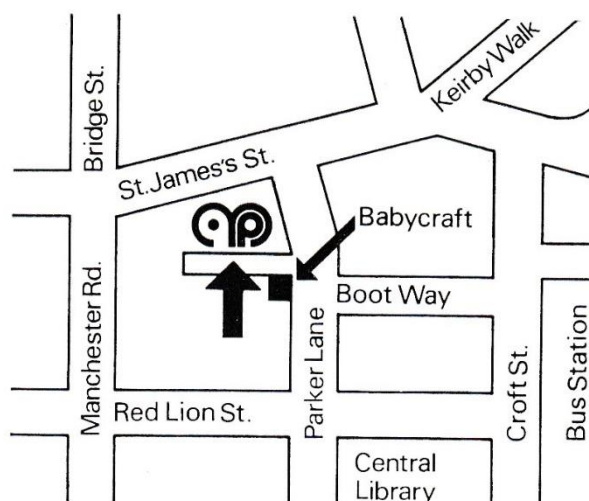 Bridge St.
Keirby Walk
St. James's St.
ap
Babycraft
Boot Way
Manchester Rd.
Parker Lane
Croft St.
Bus Station
Red Lion St.
Central
Library